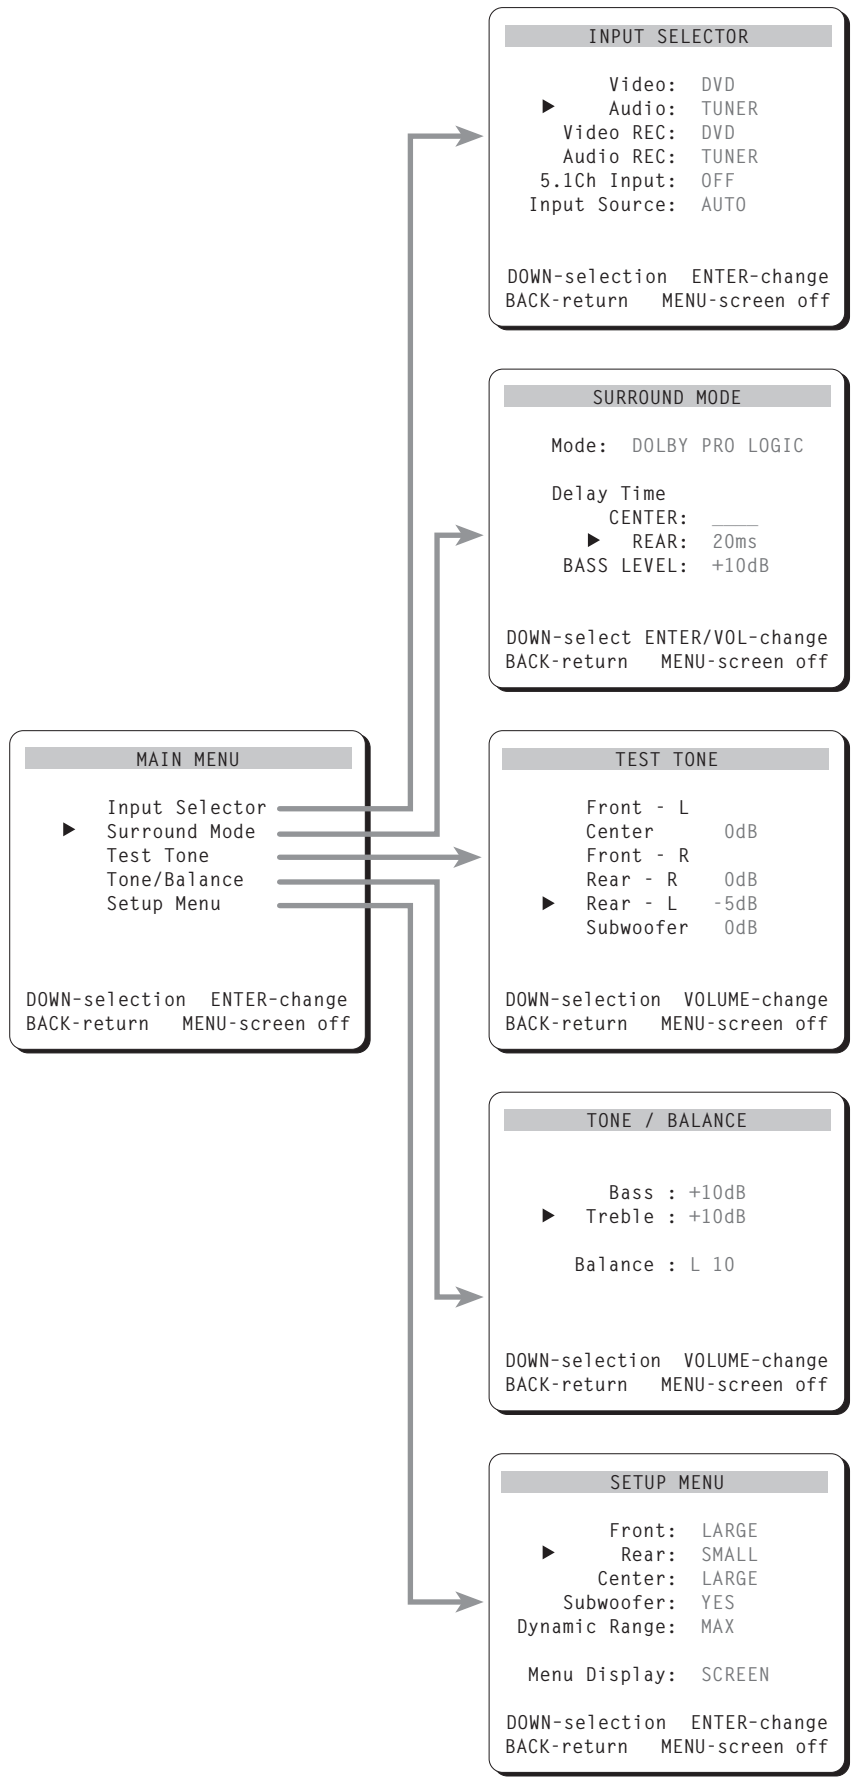 INPUT SELECTOR
Video: DVD
▶ Audio: TUNER
Video REC: DVD
Audio REC: TUNER
5.1Ch Input: OFF
Input Source: AUTO
DOWN-selection ENTER-change
BACK-return MENU-screen off
SURROUND MODE
Mode: DOLBY PRO LOGIC
Delay Time
CENTER: ____
▶ REAR: 20ms
BASS LEVEL: +10dB
DOWN-select ENTER/VOL-change
BACK-return MENU-screen off
MAIN MENU
Input Selector
▶ Surround Mode
Test Tone
Tone/Balance
Setup Menu
DOWN-selection ENTER-change
BACK-return MENU-screen off
TEST TONE
Front - L
Center 0dB
Front - R
Rear - R 0dB
▶ Rear - L -5dB
Subwoofer 0dB
DOWN-selection VOLUME-change
BACK-return MENU-screen off
TONE / BALANCE
Bass : +10dB
▶ Treble : +10dB
Balance : L 10
DOWN-selection VOLUME-change
BACK-return MENU-screen off
SETUP MENU
Front: LARGE
▶ Rear: SMALL
Center: LARGE
Subwoofer: YES
Dynamic Range: MAX
Menu Display: SCREEN
DOWN-selection ENTER-change
BACK-return MENU-screen off